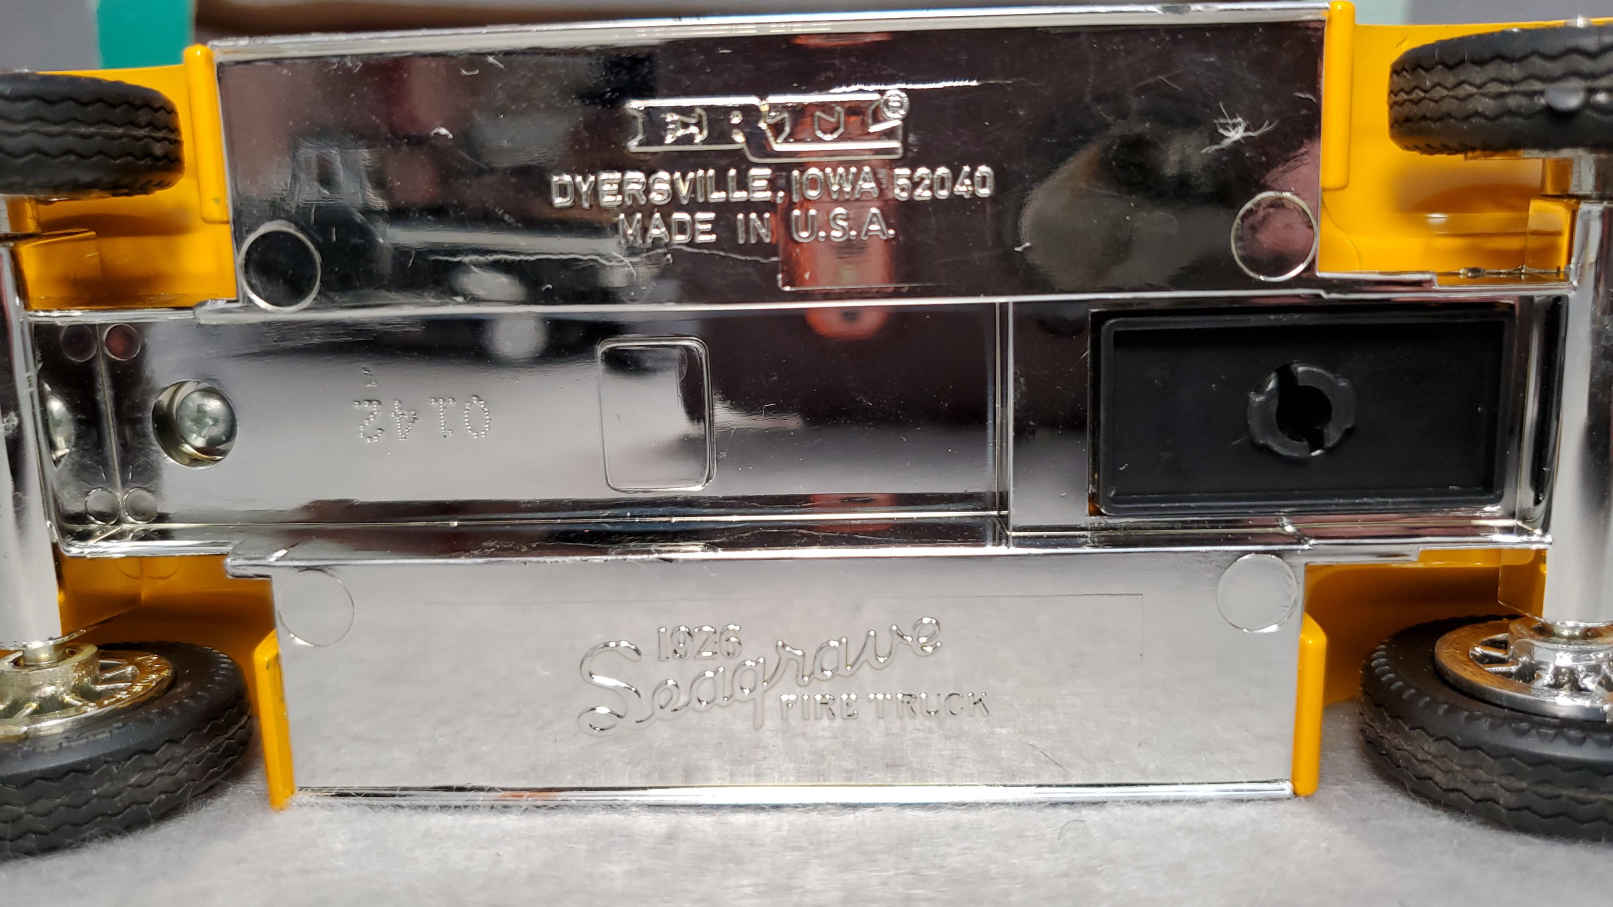 ERTL®
DYERSVILLE, IOWA 52040
MADE IN U.S.A.
0142
1926
Seagrave
FIRE TRUCK